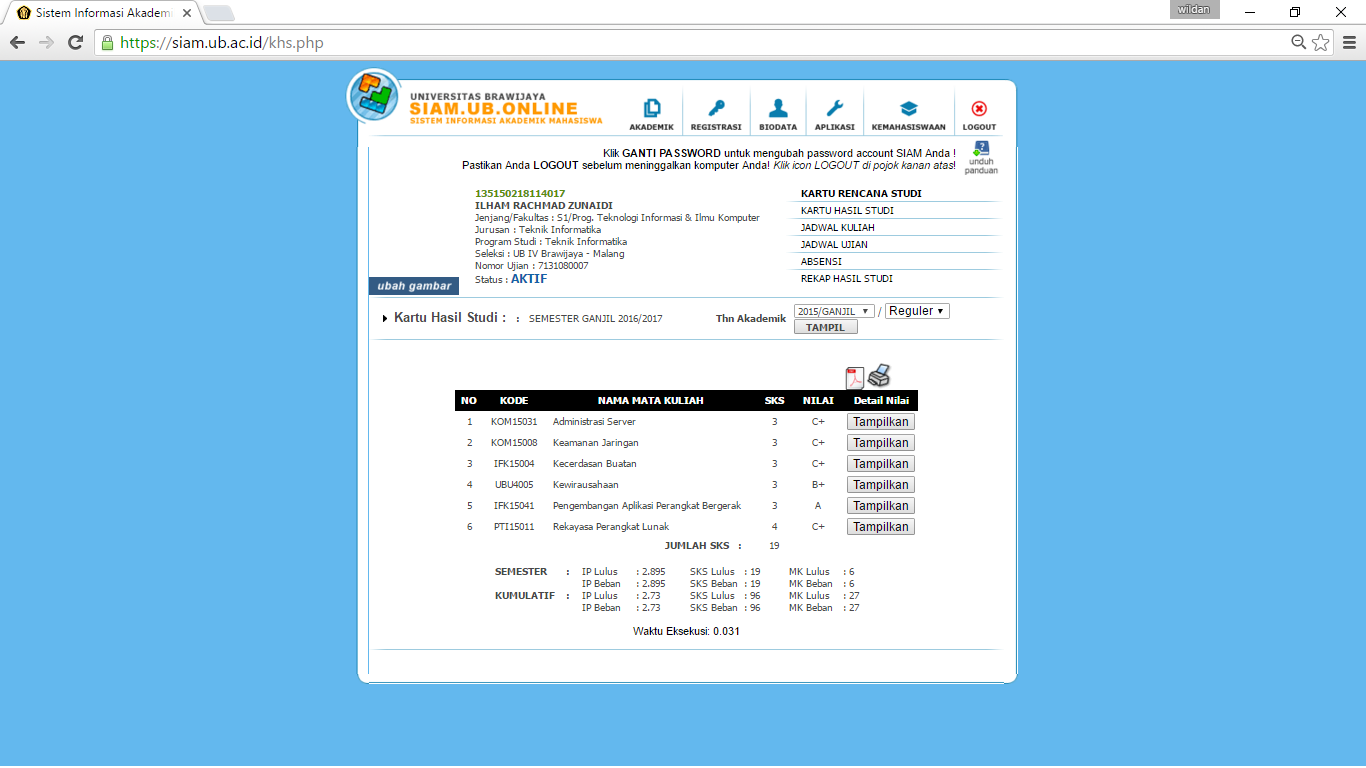 Sistem Informasi Akadem
wildan
https://siam.ub.ac.id/khs.php
UNIVERSITAS BRAWIJAYA
SIAM.UB.ONLINE
SISTEM INFORMASI AKADEMIK MAHASISWA
AKADEMIK REGISTRASI BIODATA APLIKASI KEMAHASISWAAN LOGOUT
Klik GANTI PASSWORD untuk mengubah password account SIAM Anda !
Pastikan Anda LOGOUT sebelum meninggalkan komputer Anda! Klik icon LOGOUT di pojok kanan atas!
unduh
panduan
135150218114017
ILHAM RACHMAD ZUNAIDI
Jenjang/Fakultas : S1/Prog. Teknologi Informasi & Ilmu Komputer
Jurusan : Teknik Informatika
Program Studi : Teknik Informatika
Seleksi : UB IV Brawijaya - Malang
Nomor Ujian : 7131080007
Status : AKTIF
ubah gambar
KARTU RENCANA STUDI
KARTU HASIL STUDI
JADWAL KULIAH
JADWAL UJIAN
ABSENSI
REKAP HASIL STUDI
Kartu Hasil Studi : : SEMESTER GANJIL 2016/2017
Thn Akademik 2015/GANJIL / Reguler
TAMPIL
NO KODE NAMA MATA KULIAH SKS NILAI Detail Nilai
1 KOM15031 Administrasi Server 3 C+ Tampilkan
2 KOM15008 Keamanan Jaringan 3 C+ Tampilkan
3 IFK15004 Kecerdasan Buatan 3 C+ Tampilkan
4 UBU4005 Kewirausahaan 3 B+ Tampilkan
5 IFK15041 Pengembangan Aplikasi Perangkat Bergerak 3 A Tampilkan
6 PTI15011 Rekayasa Perangkat Lunak 4 C+ Tampilkan
JUMLAH SKS : 19
SEMESTER : IP Lulus : 2.895 SKS Lulus : 19 MK Lulus : 6
IP Beban : 2.895 SKS Beban : 19 MK Beban : 6
KUMULATIF : IP Lulus : 2.73 SKS Lulus : 96 MK Lulus : 27
IP Beban : 2.73 SKS Beban : 96 MK Beban : 27
Waktu Eksekusi: 0.031